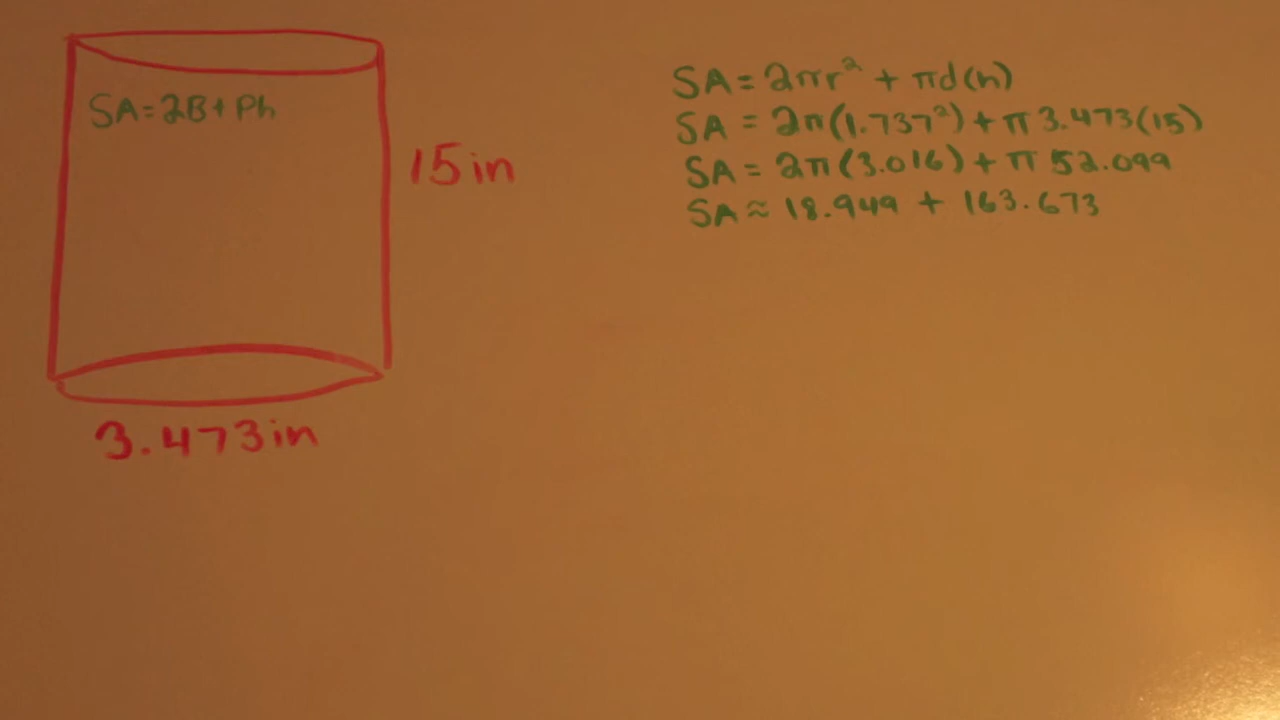 SA=2B+Ph
15in
3.473in
SA=2πr² + πd(h)
SA = 2π(1.737²)+π3.473(15)
SA = 2π(3.016)+π 52.099
SA ≈ 18.949 + 163.673